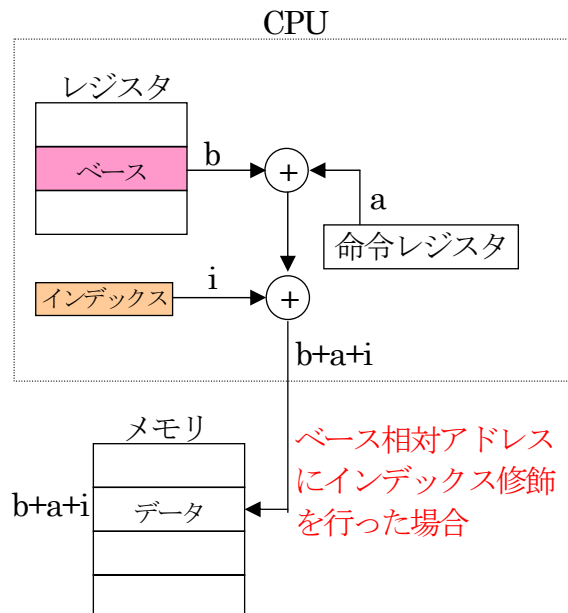 CPU
レジスタ
ベース
b
+
a
命令レジスタ
インデックス
i
+
b+a+i
メモリ
b+a+i
データ
ベース相対アドレス
にインデックス修飾
を行った場合